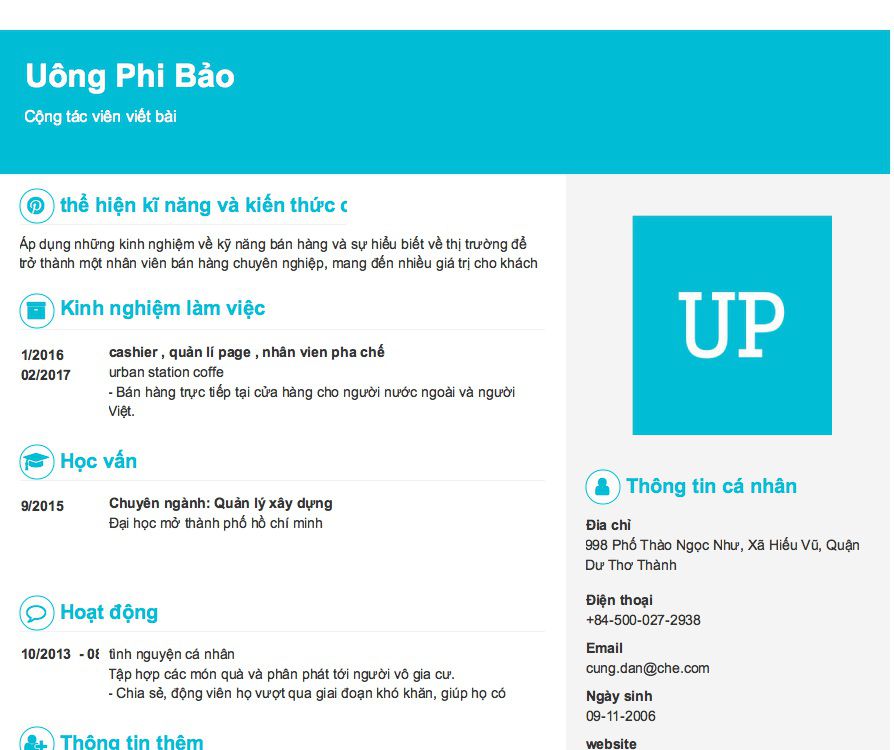 Uông Phi Bảo
Cộng tác viên viết bài
thể hiện kĩ năng và kiến thức c
Áp dụng những kinh nghiệm về kỹ năng bán hàng và sự hiểu biết về thị trường để
trở thành một nhân viên bán hàng chuyên nghiệp, mang đến nhiều giá trị cho khách
Kinh nghiệm làm việc
1/2016
02/2017
cashier , quản lí page , nhân vien pha chế
urban station coffe
- Bán hàng trực tiếp tại cửa hàng cho người nước ngoài và người
Việt.
Học vấn
9/2015
Chuyên ngành: Quản lý xây dựng
Đại học mở thành phố hồ chí minh
Hoạt động
10/2013 - 08
tình nguyện cá nhân
Tập hợp các món quà và phân phát tới người vô gia cư.
- Chia sẻ, động viên họ vượt qua giai đoạn khó khăn, giúp họ có
Thông tin thêm
UP
Thông tin cá nhân
Đia chỉ
998 Phố Thào Ngọc Như, Xã Hiếu Vũ, Quận
Dư Thơ Thành
Điện thoại
+84-500-027-2938
Email
cung.dan@che.com
Ngày sinh
09-11-2006
website